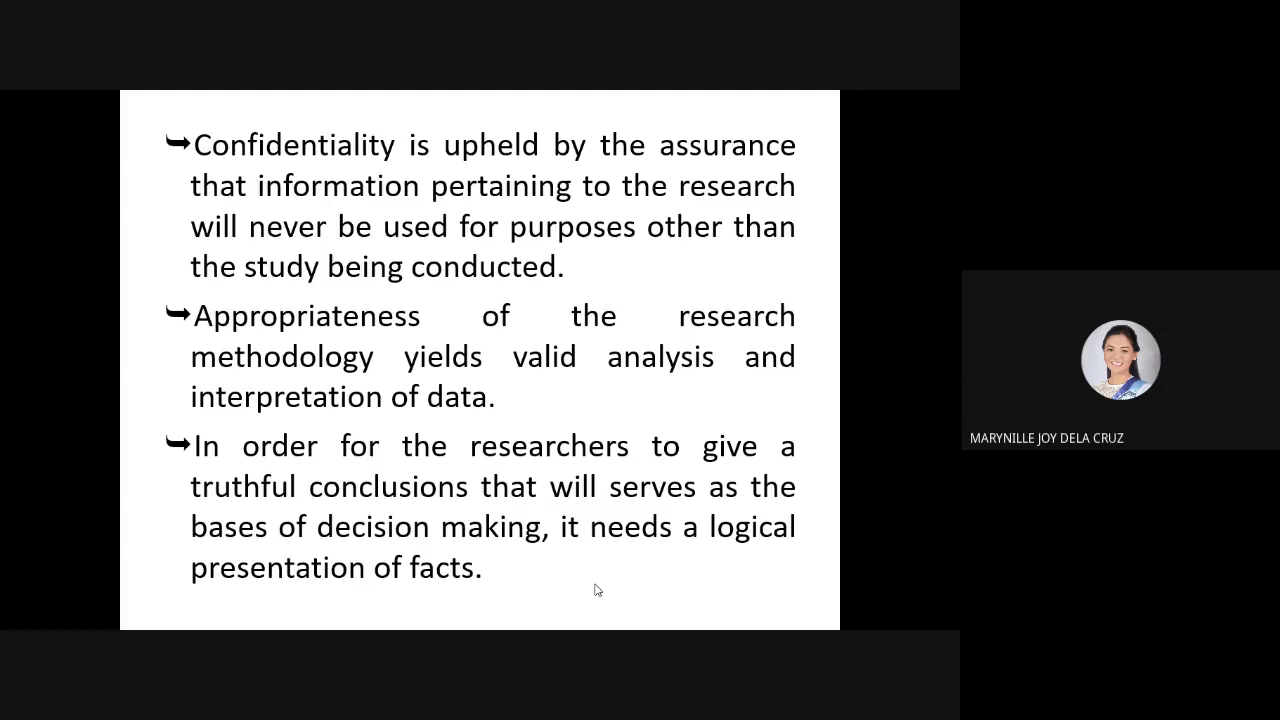 ➥Confidentiality is upheld by the assurance
that information pertaining to the research
will never be used for purposes other than
the study being conducted.
➥Appropriateness of the research
methodology yields valid analysis and
interpretation of data.
➥In order for the researchers to give a
truthful conclusions that will serves as the
bases of decision making, it needs a logical
presentation of facts.
MARYNILLE JOY DELA CRUZ